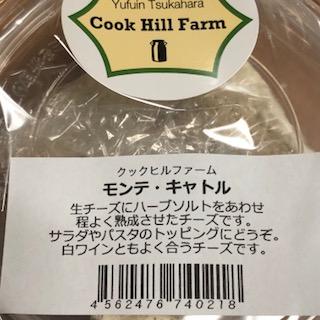 Yufuin Tsukahara
Cook Hill Farm
クックヒルファーム
モンテ・キャトル
生チーズにハーブソルトをあわせ
程よく熟成させたチーズです。
サラダやパスタのトッピングにどうぞ。
白ワインともよく合うチーズです。
4562476740218